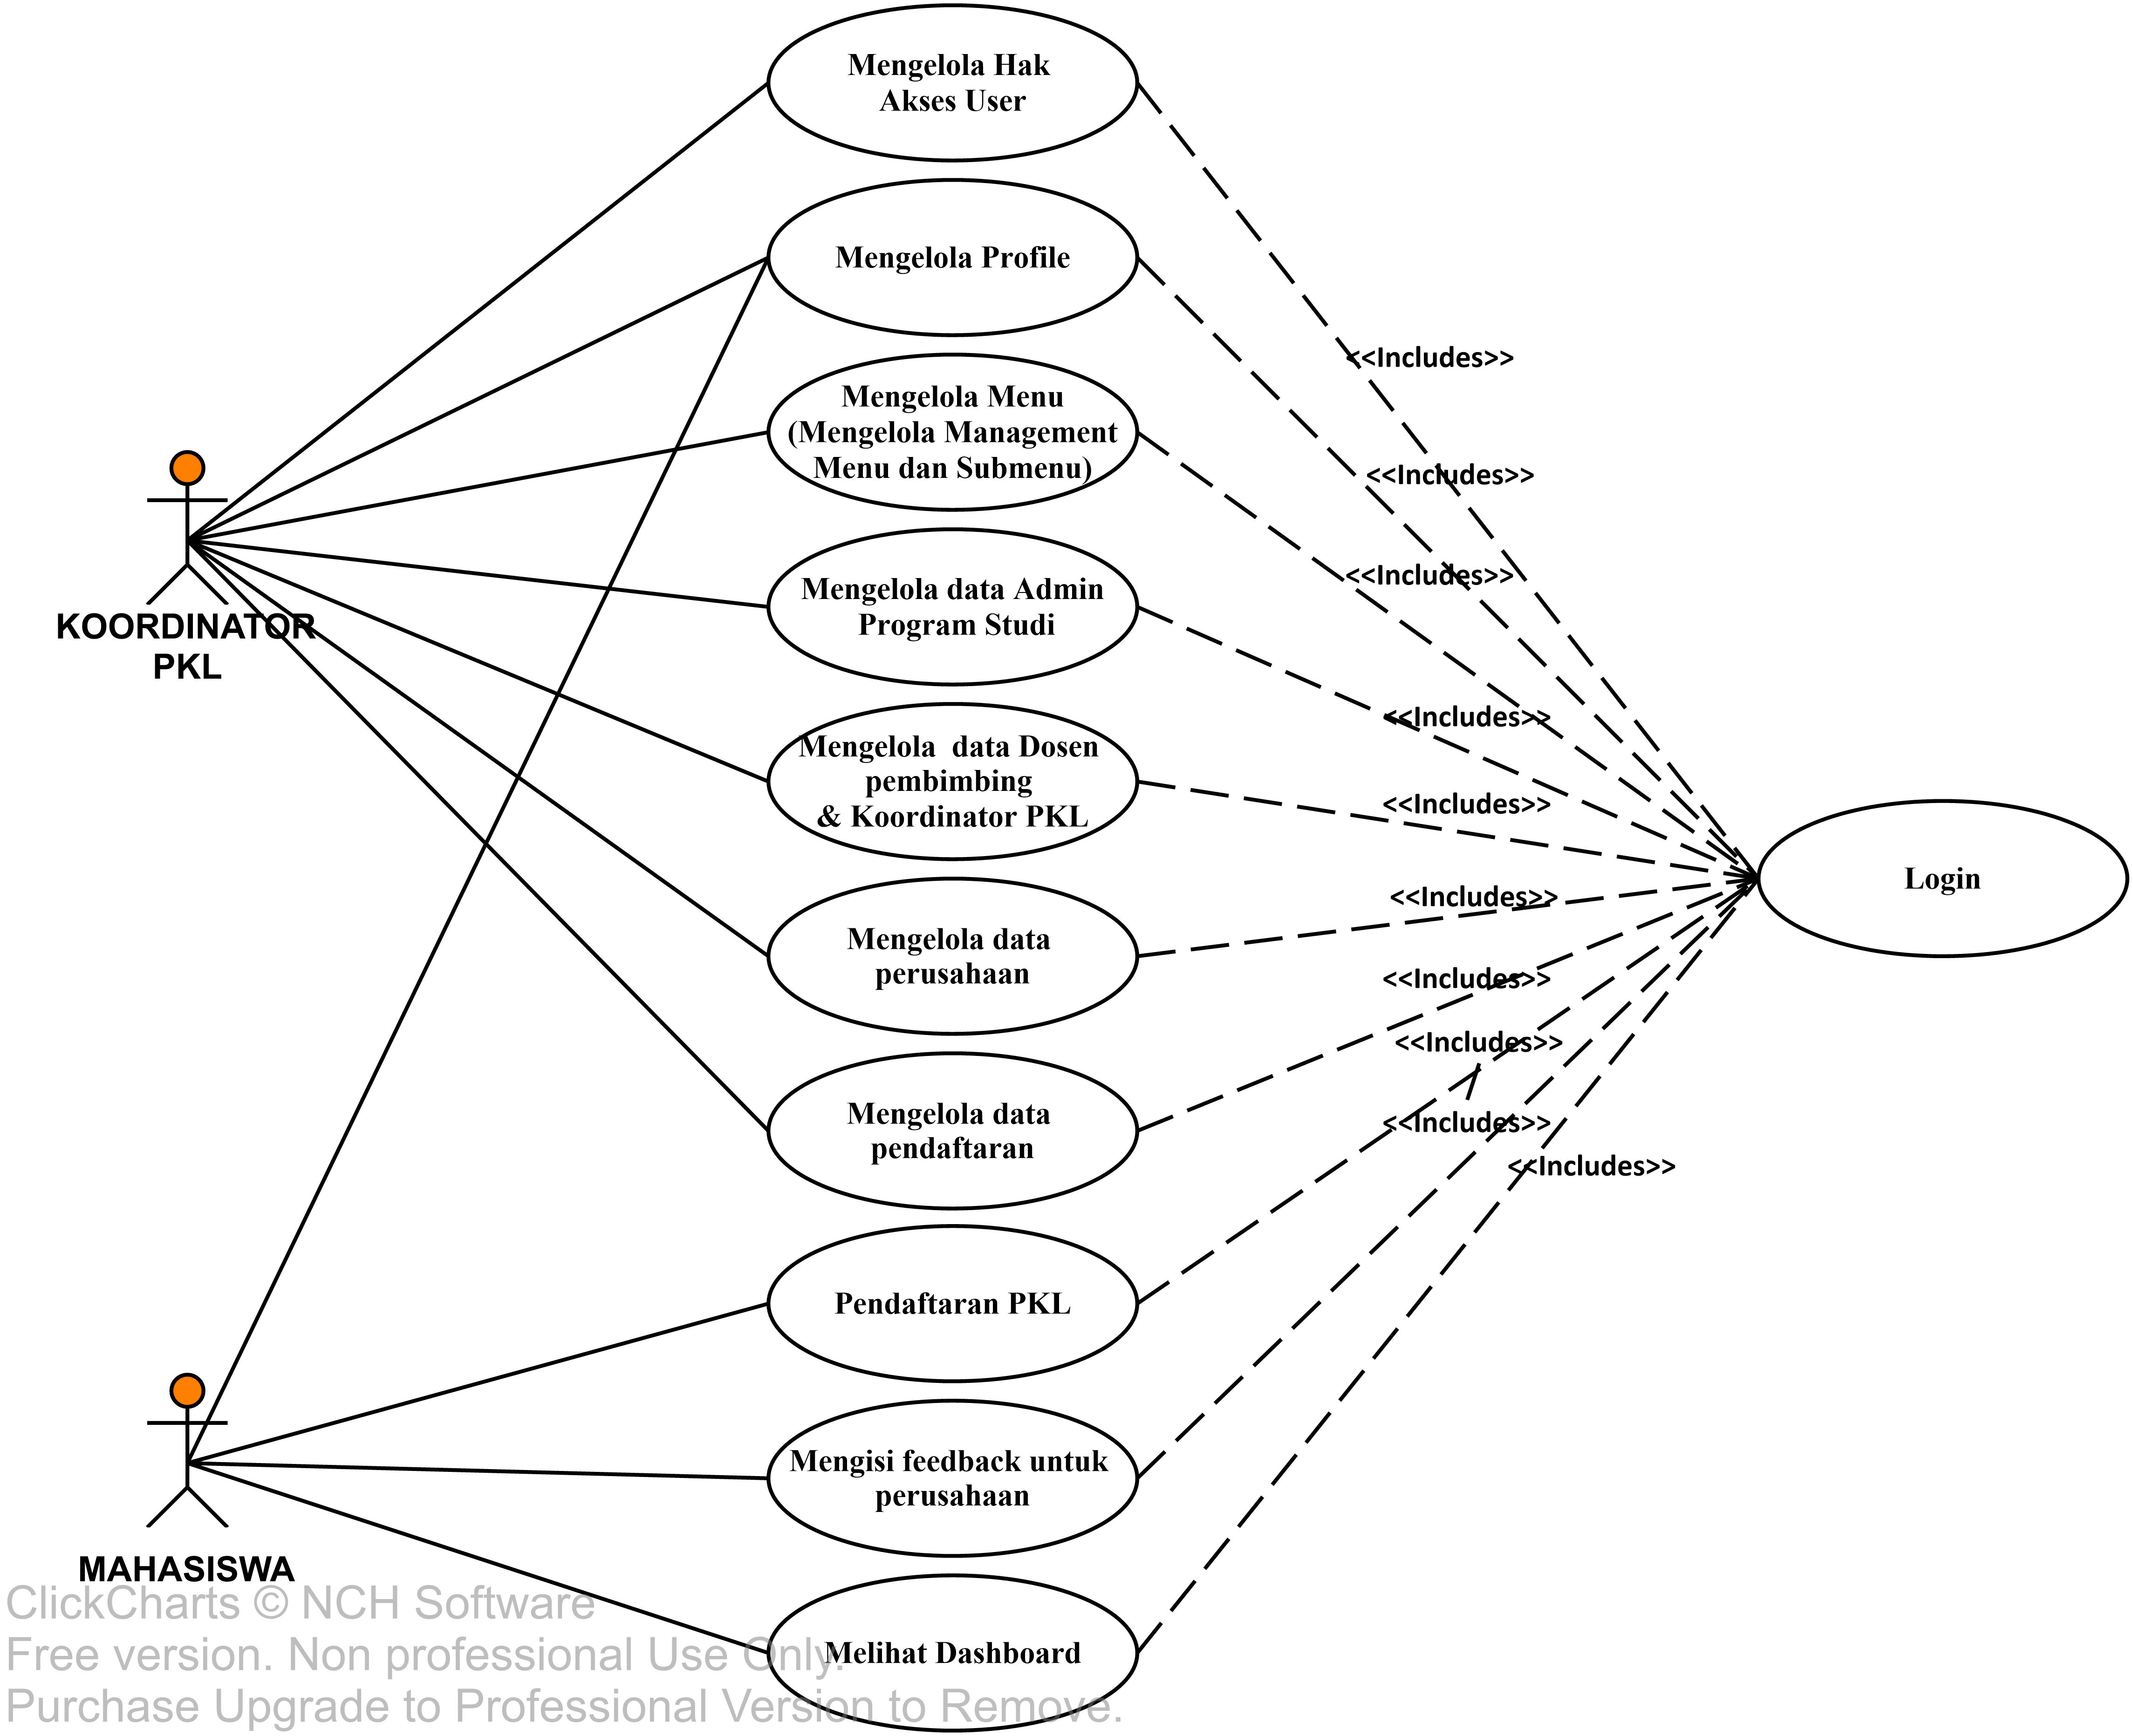 Mengelola Hak
Akses User
Mengelola Profile
Mengelola Menu
(Mengelola Management
Menu dan Submenu)
Mengelola data Admin
Program Studi
Mengelola  data Dosen
pembimbing
& Koordinator PKL
Mengelola data
perusahaan
Mengelola data
pendaftaran
Pendaftaran PKL
Mengisi feedback untuk
perusahaan
Melihat Dashboard
KOORDINATOR
PKL
MAHASISWA
<<Includes>>
<<Includes>>
<<Includes>>
<<Includes>>
<<Includes>>
<<Includes>>
<<Includes>>
<<Includes>>
<<Includes>>
<<Includes>>
Login
ClickCharts © NCH Software
Free version. Non professional Use Only.
Purchase Upgrade to Professional Version to Remove.